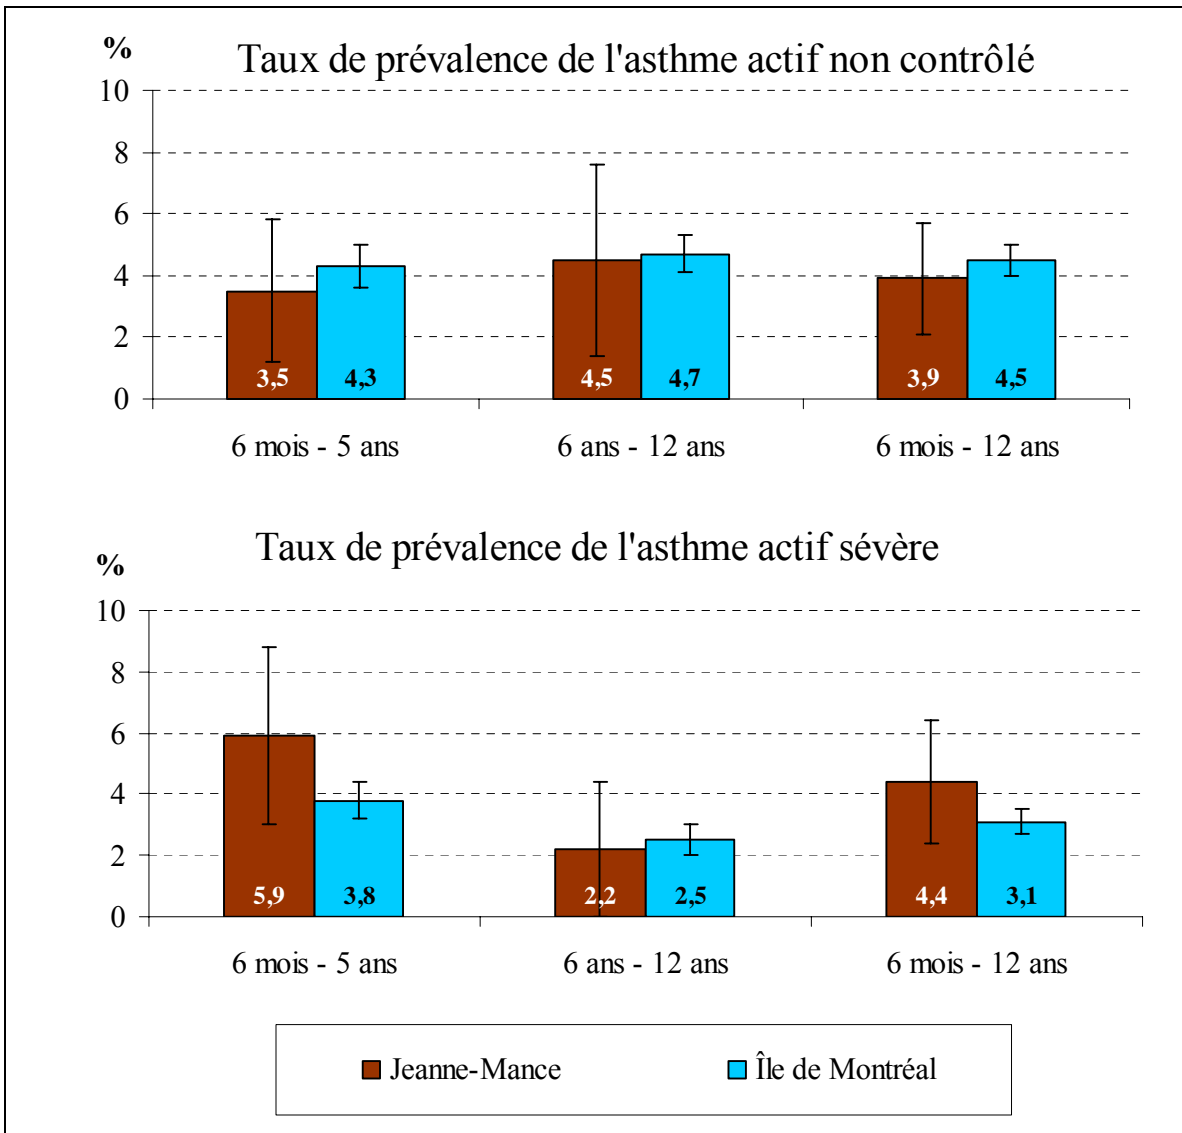 %
Taux de prévalence de l'asthme actif non contrôlé
10
8
6
4
2
0
3,5 4,3 4,5 4,7 3,9 4,5
6 mois - 5 ans 6 ans - 12 ans 6 mois - 12 ans
Taux de prévalence de l'asthme actif sévère
%
10
8
6
4
2
0
5,9 3,8 2,2 2,5 4,4 3,1
6 mois - 5 ans 6 ans - 12 ans 6 mois - 12 ans
Jeanne-Mance Île de Montréal